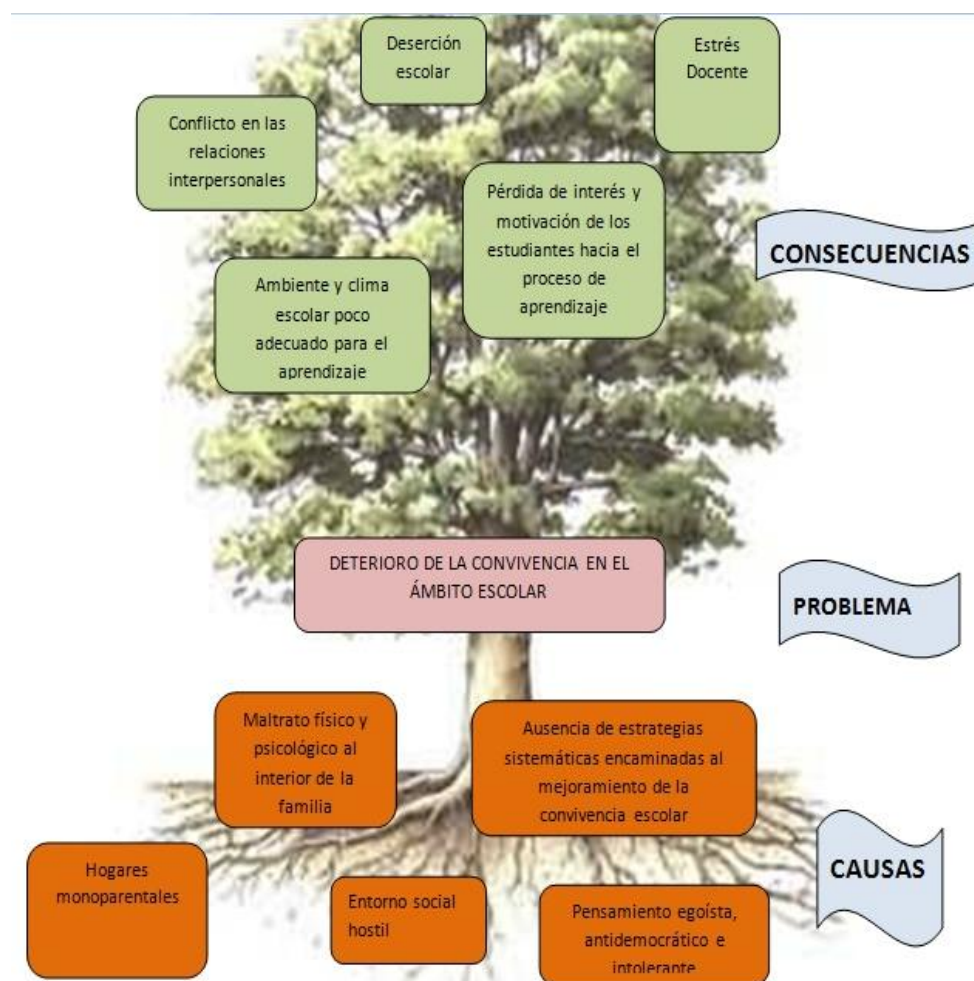 Deserción
escolar
Estrés
Docente
Conflicto en las
relaciones
interpersonales
Pérdida de interés y
motivación de los
estudiantes hacia el
proceso de
aprendizaje
CONSECUENCIAS
Ambiente y clima
escolar poco
adecuado para el
aprendizaje
DETERIORO DE LA CONVIVENCIA EN EL
ÁMBITO ESCOLAR
PROBLEMA
Maltrato físico y
psicológico al
interior de la
familia
Ausencia de estrategias
sistemáticas encaminadas al
mejoramiento de la
convivencia escolar
CAUSAS
Hogares
monoparentales
Entorno social
hostil
Pensamiento egoísta,
antidemocrático e
intolerante